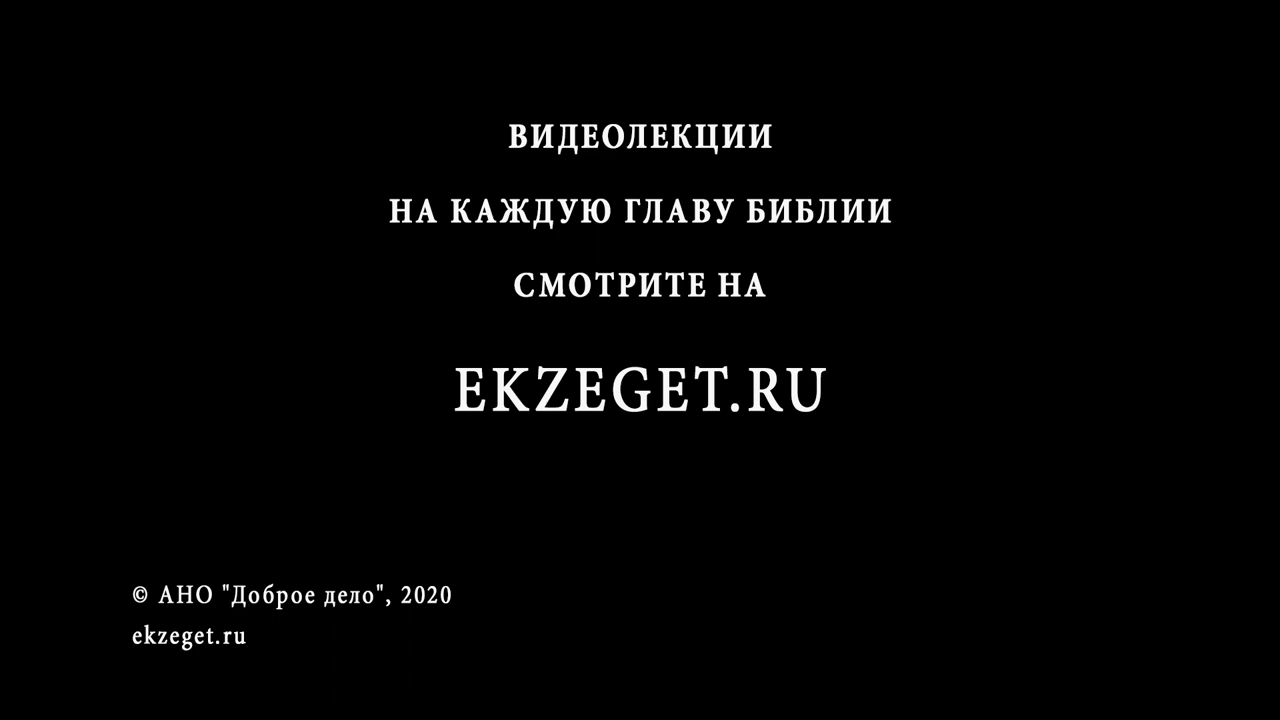 ВИДЕОЛЕКЦИИ
НА КАЖДУЮ ГЛАВУ БИБЛИИ
СМОТРИТЕ НА
EKZEGET.RU
© АНО "Доброе дело", 2020
ekzeget.ru